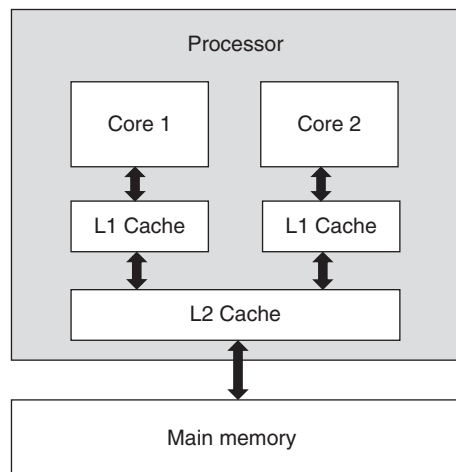 Processor
Core 1
Core 2
L1 Cache
L1 Cache
L2 Cache
Main memory